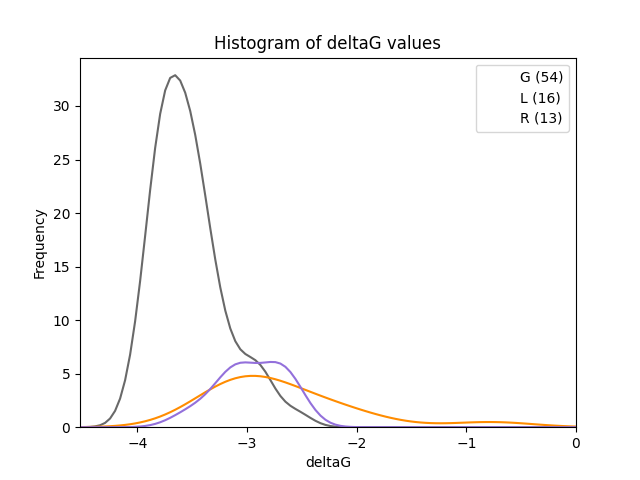 Histogram of deltaG values
G (54)
L (16)
R (13)
Frequency
30
25
20
15
10
5
0
−4
−3
−2
−1
0
deltaG